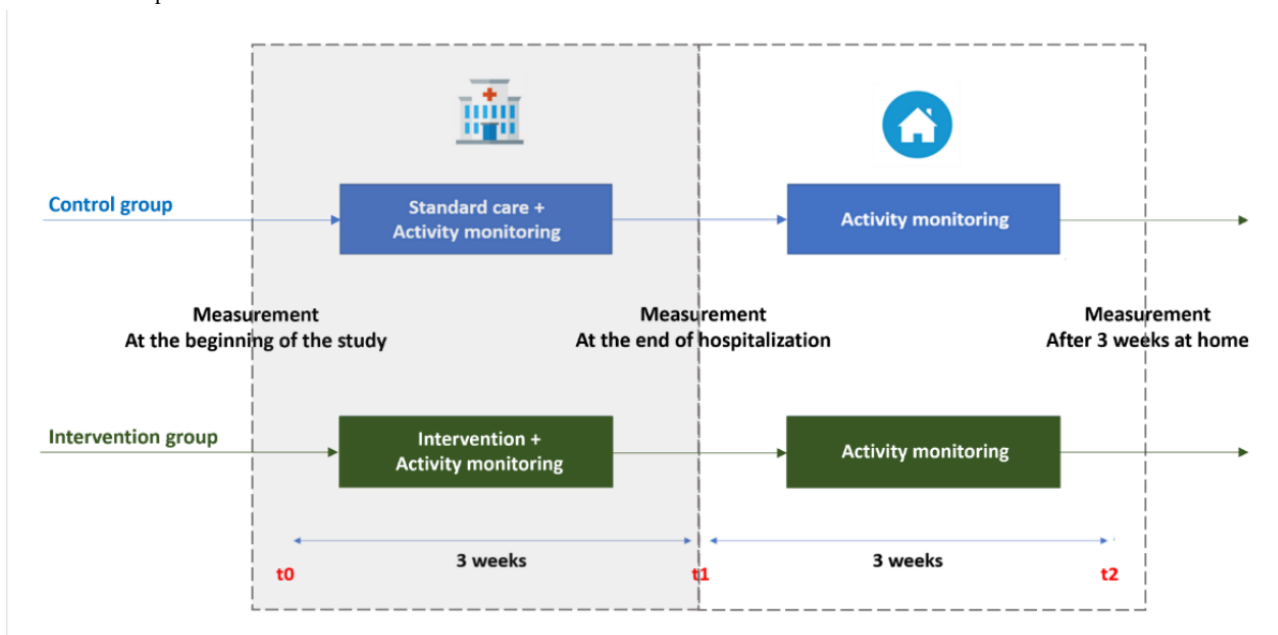 Control group
Standard care +
Activity monitoring
Activity monitoring
Measurement
At the beginning of the study
Measurement
At the end of hospitalization
Measurement
After 3 weeks at home
Intervention group
Intervention +
Activity monitoring
Activity monitoring
3 weeks
3 weeks
t0
t1
t2